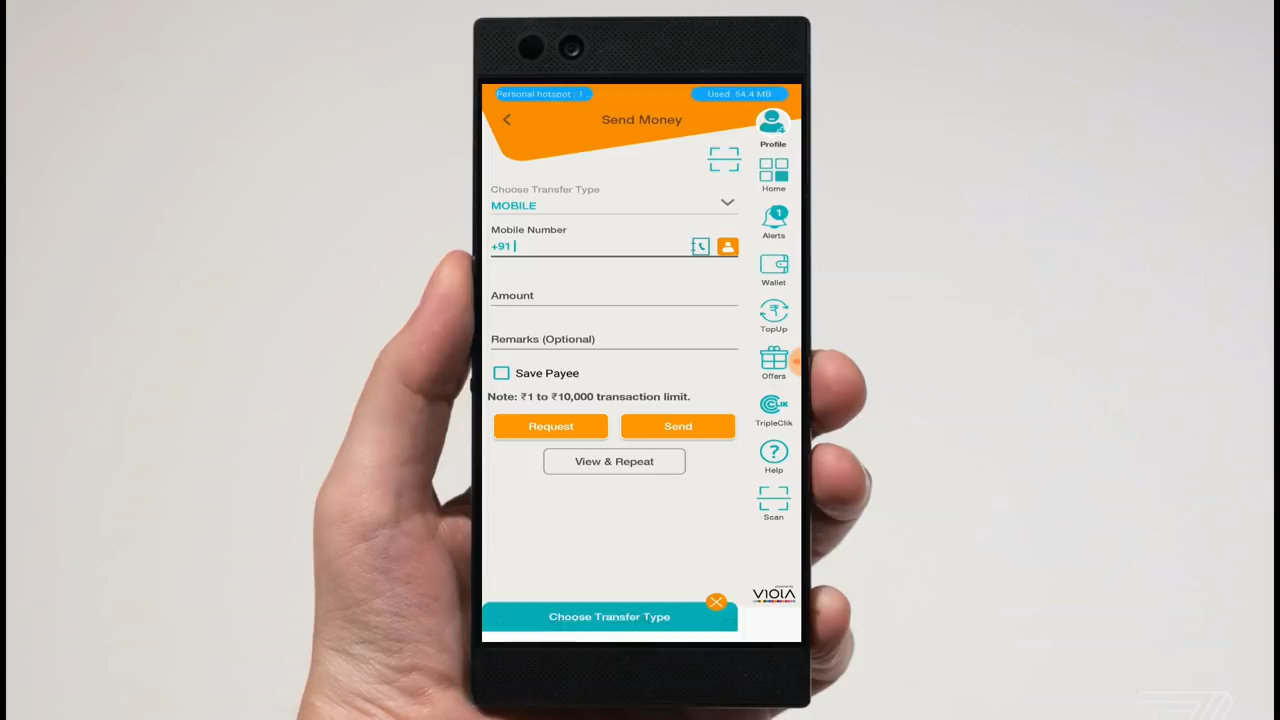 Personal hotspot : 1 ...
Used 54.4 MB
Send Money
Profile
Choose Transfer Type
MOBILE
Home
Mobile Number
+91
1
Alerts
Wallet
Amount
TopUp
Remarks (Optional)
Save Payee
Offers
Note: ₹1 to ₹10,000 transaction limit.
CLIK
TripleClik
Request
Send
View & Repeat
?
Help
Scan
VIOLA
Choose Transfer Type